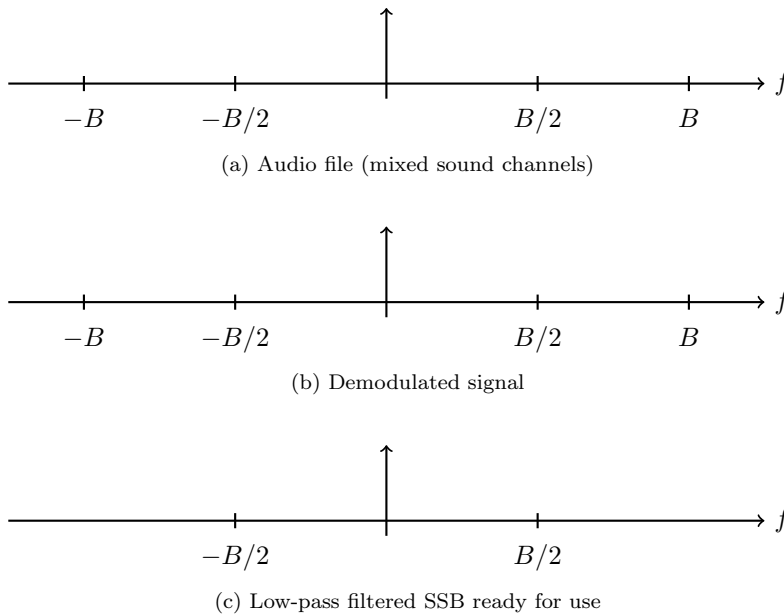 f
−B −B/2 B/2 B
(a) Audio file (mixed sound channels)
f
−B −B/2 B/2 B
(b) Demodulated signal
f
−B/2 B/2
(c) Low-pass filtered SSB ready for use